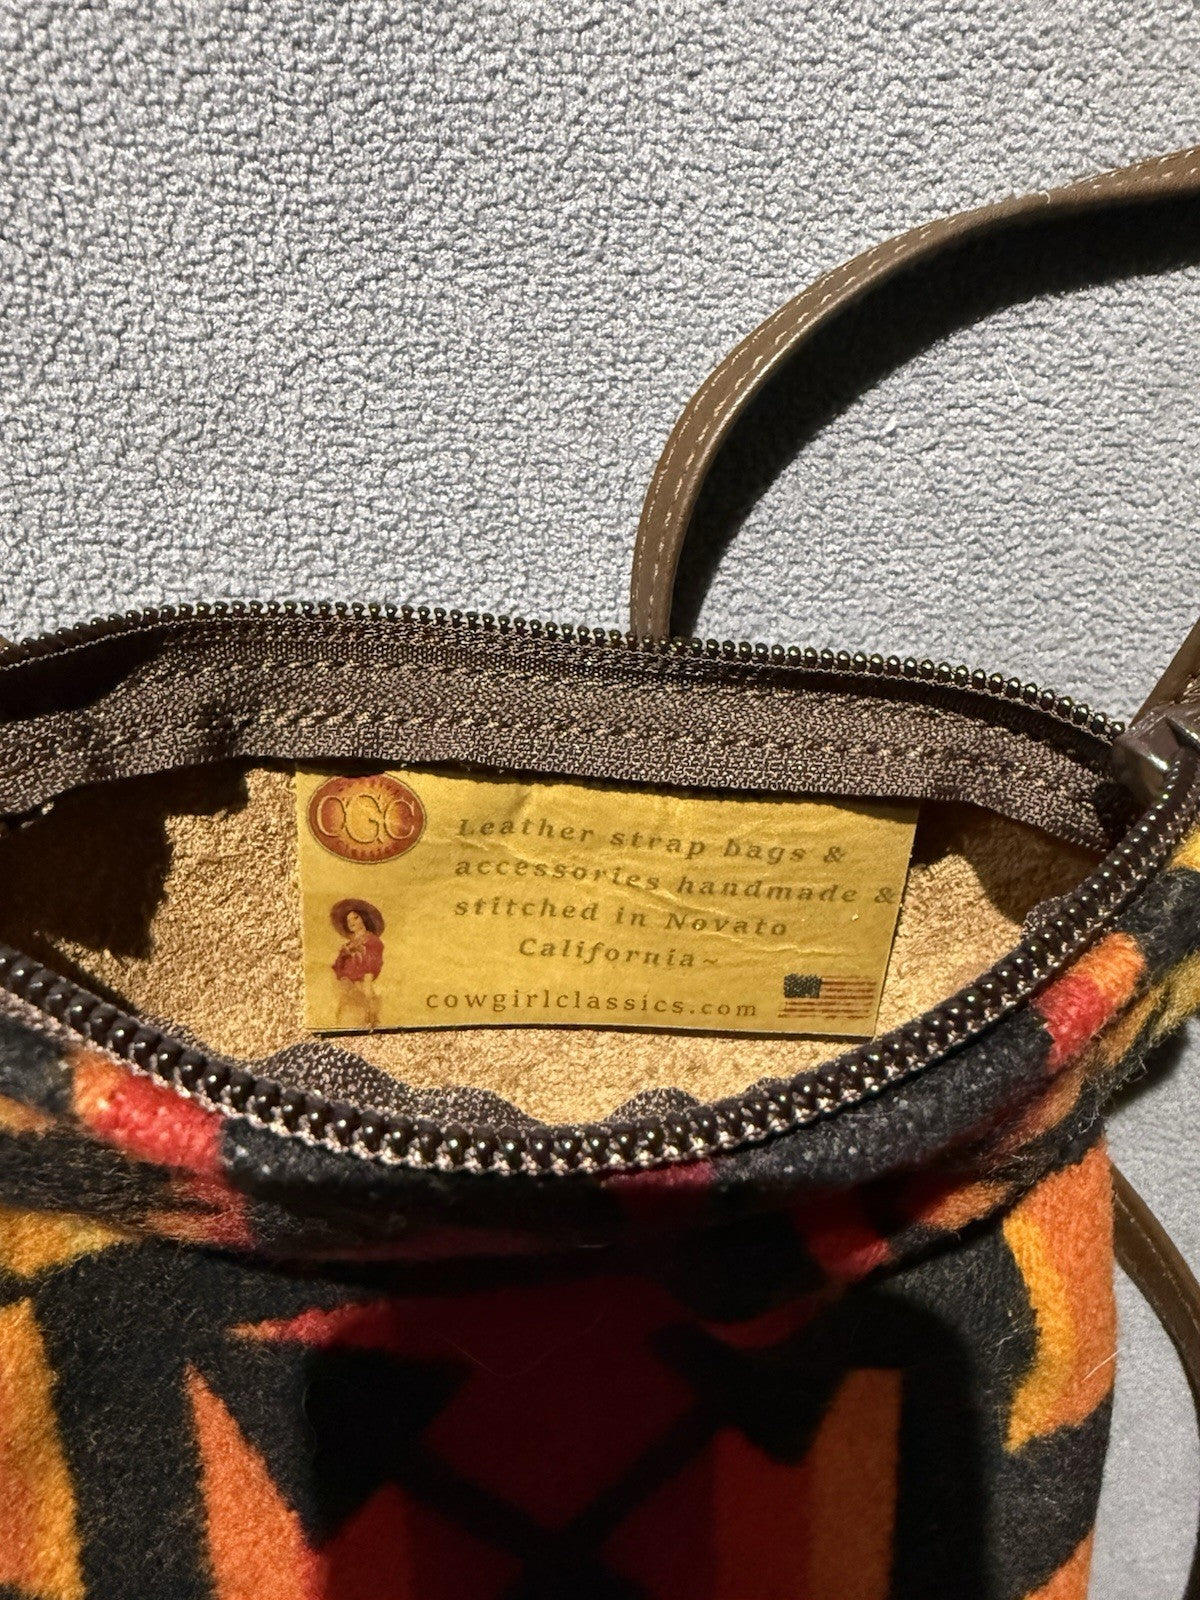 CGC
Leather strap bags &
accessories handmade &
stitched in Novato
California~
cowgirlclassics.com